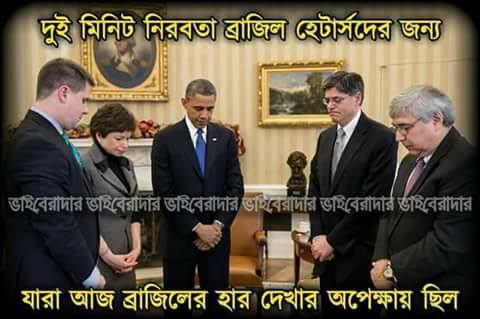 দুই মিনিট নিরবতা ব্রাজিল হেটার্সদের জন্য
ভাইবেরাদার ভাইবেরাদার ভাইবেরাদার ভাইবেরাদার ভাইবেরাদার ভাইবেরাদার
যারা আজ ব্রাজিলের হার দেখার অপেক্ষায় ছিল